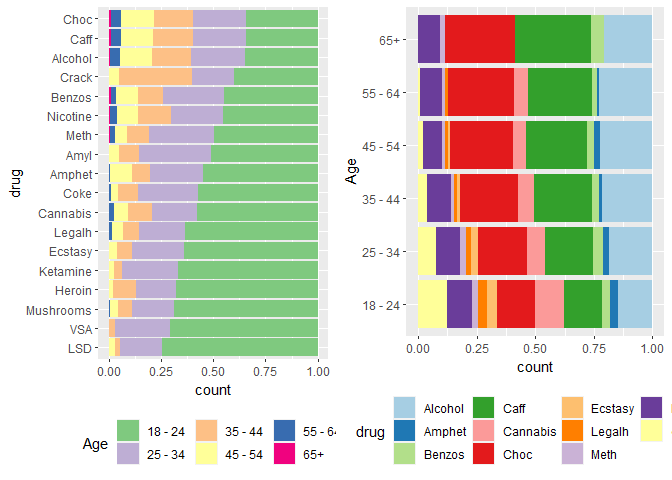 Choc
Caff
Alcohol
Crack
Benzos
Nicotine
Meth
Amyl
Amphet
Coke
Cannabis
Legalh
Ecstasy
Ketamine
Heroin
Mushrooms
VSA
LSD
drug
0.00 0.25 0.50 0.75 1.00
count
Age
18 - 24 35 - 44 55 - 6
25 - 34 45 - 54 65+
65+
55 - 64
45 - 54
35 - 44
25 - 34
18 - 24
Age
0.00 0.25 0.50 0.75 1.00
count
drug
Alcohol Caff Ecstasy
Amphet Cannabis Legalh
Benzos Choc Meth